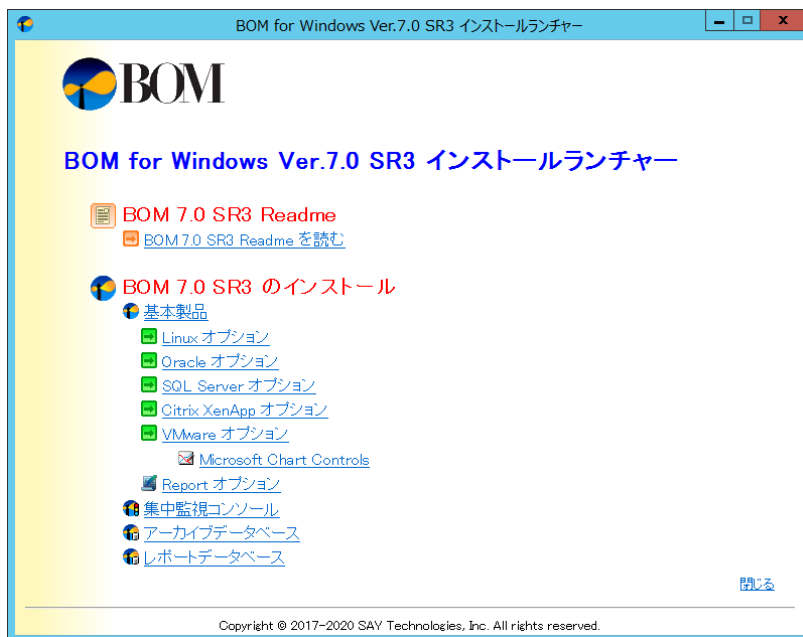 BOM for Windows Ver.7.0 SR3 インストールランチャー
BOM
BOM for Windows Ver.7.0 SR3 インストールランチャー
BOM 7.0 SR3 Readme
BOM 7.0 SR3 Readme を読む
BOM 7.0 SR3 のインストール
基本製品
Linux オプション
Oracle オプション
SQL Server オプション
Citrix XenApp オプション
VMware オプション
Microsoft Chart Controls
Report オプション
集中監視コンソール
アーカイブデータベース
レポートデータベース
閉じる
Copyright © 2017-2020 SAY Technologies, Inc. All rights reserved.